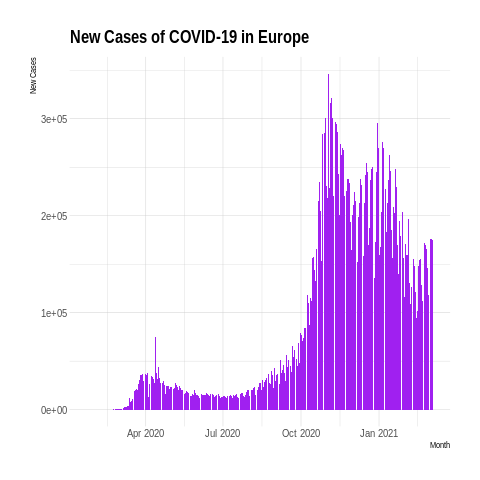 New Cases of COVID-19 in Europe
New Cases
3e+05
2e+05
1e+05
0e+00
Apr 2020 Jul 2020 Oct 2020 Jan 2021
Month